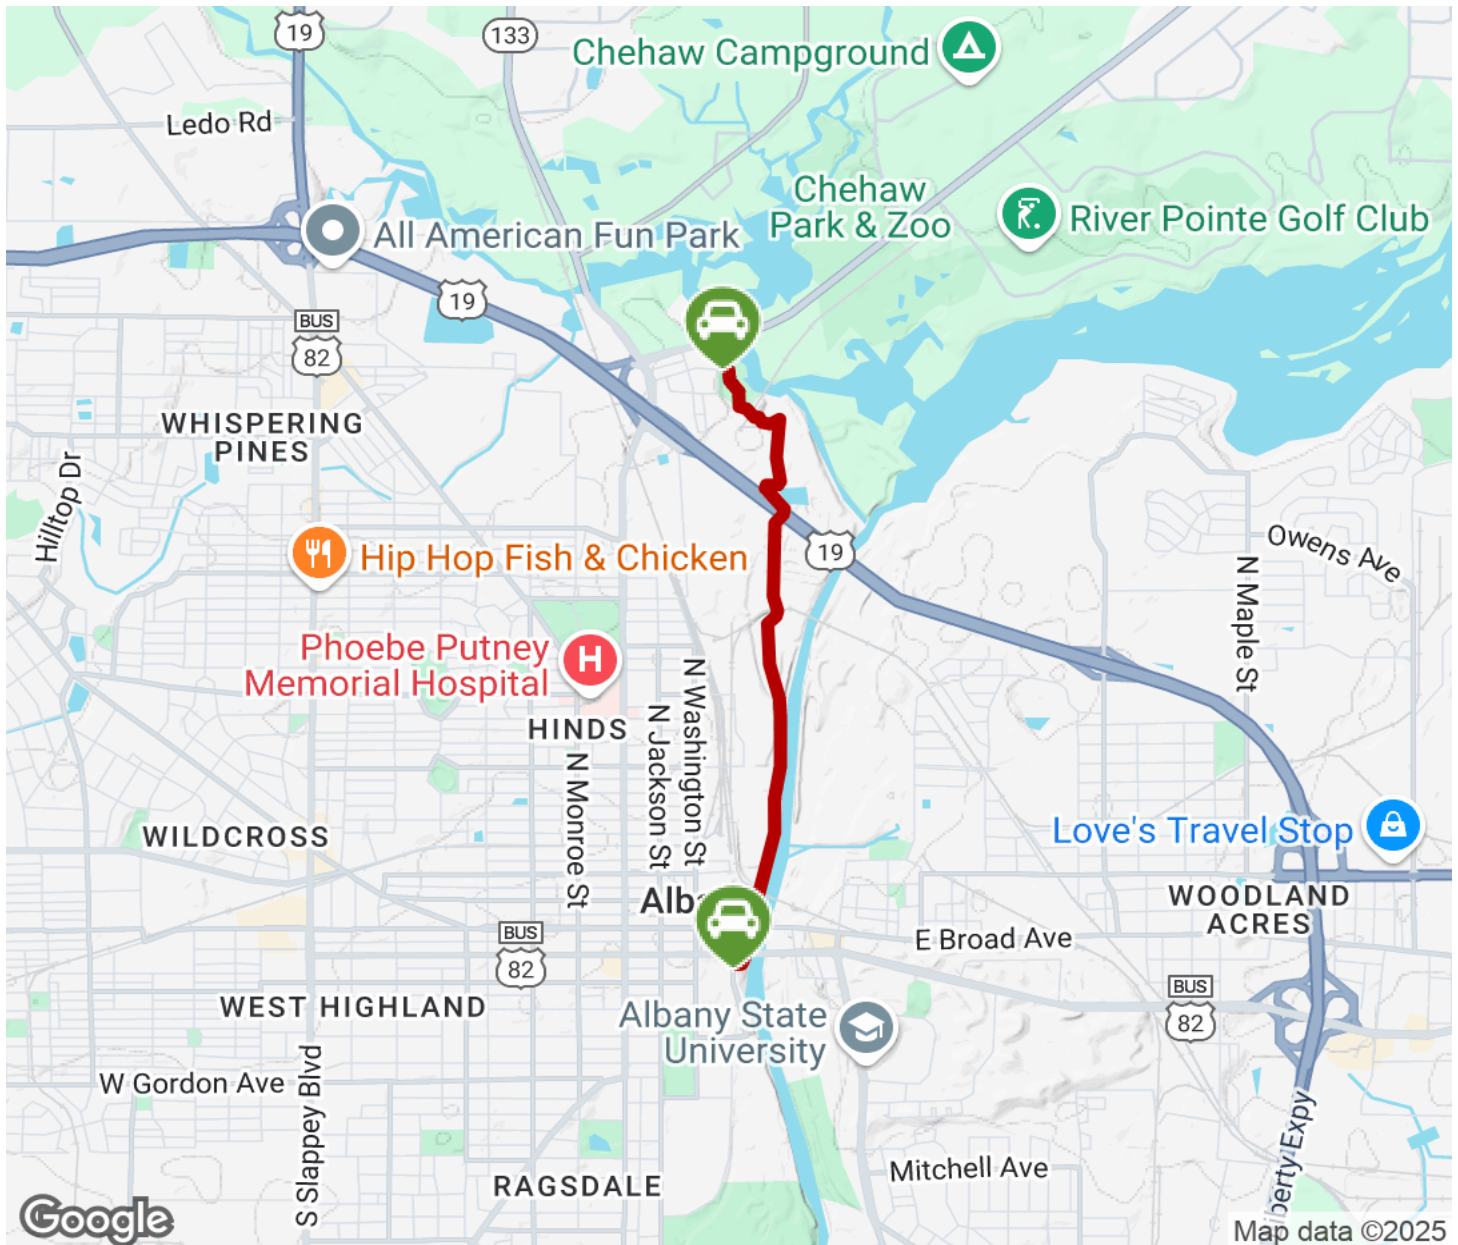 19
133
Chehaw Campground
Ledo Rd
Chehaw
Park & Zoo
River Pointe Golf Club
All American Fun Park
19
BUS
82
WHISPERING
PINES
Hilltop Dr
Hip Hop Fish & Chicken
19
Owens Ave
N Maple St
Phoebe Putney
Memorial Hospital
H
HINDS
N Washington St
N Jackson St
N Monroe St
WILDCROSS
Love's Travel Stop
WOODLAND
ACRES
Alb
BUS
82
E Broad Ave
WEST HIGHLAND
Albany State
University
BUS
82
W Gordon Ave
S Slappey Blvd
Mitchell Ave
RAGSDALE
iberty Expy
Google
Map data ©2025